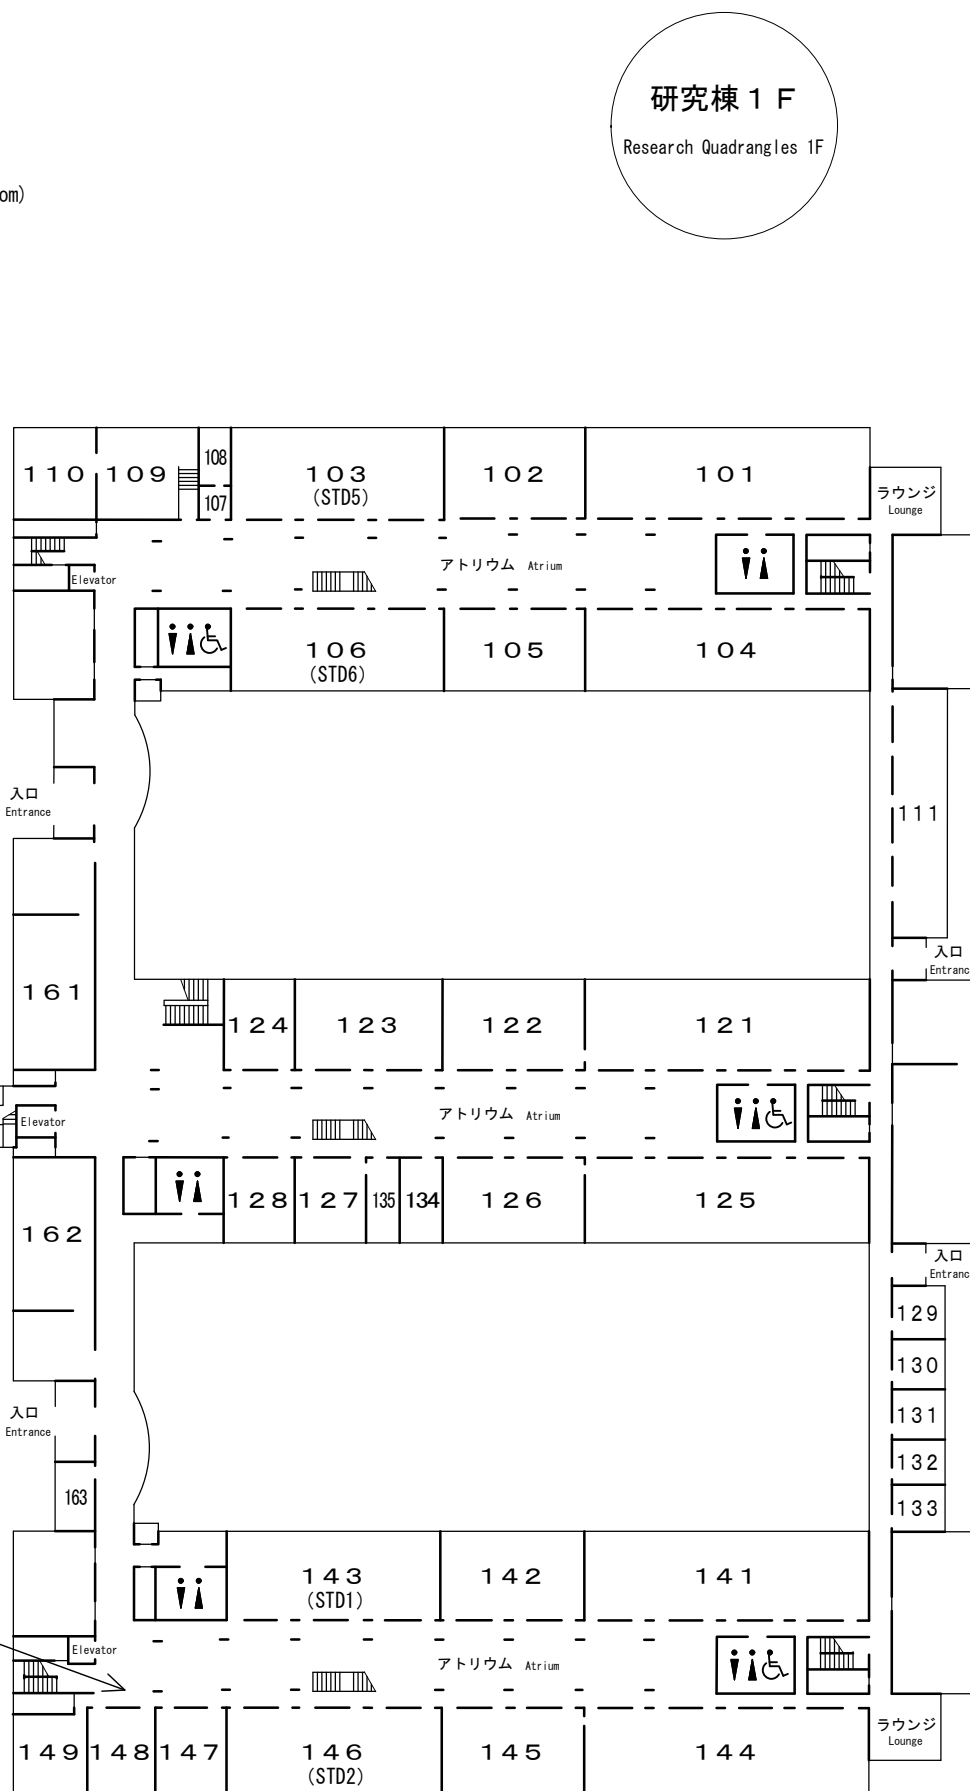 研究棟１Ｆ
Research Quadrangles 1F
om)
110
109
108
107
103
(STD5)
102
101
ラウンジ
Lounge
Elevator
アトリウム Atrium
106
(STD6)
105
104
入口
Entrance
111
入口
Entranc
161
124
123
122
121
Elevator
アトリウム Atrium
128
127
135
134
126
125
162
入口
Entranc
129
130
131
132
133
入口
Entrance
163
143
(STD1)
142
141
Elevator
アトリウム Atrium
149
148
147
146
(STD2)
145
144
ラウンジ
Lounge